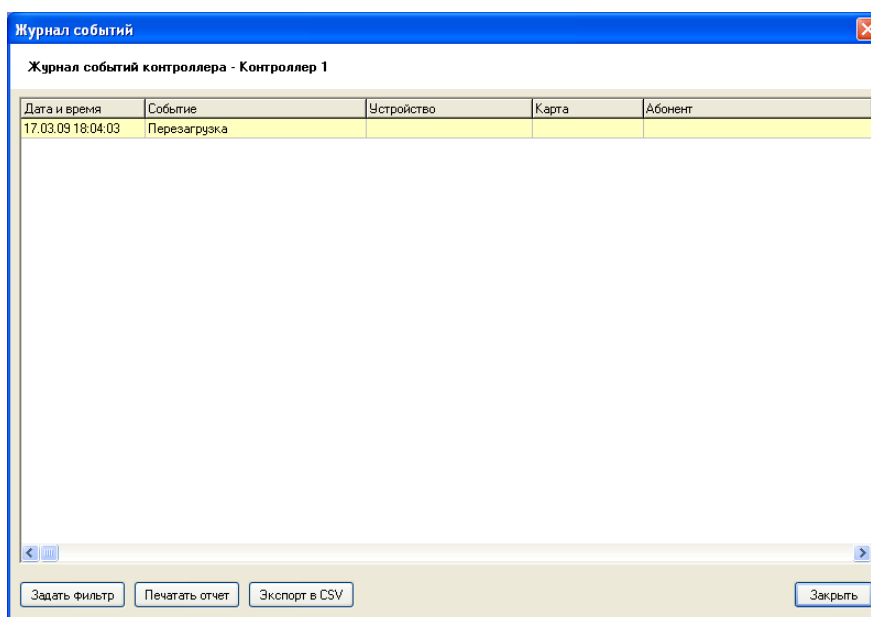 Журнал событий
Журнал событий контроллера - Контроллер 1
Дата и время Событие Устройство Карта Абонент
17.03.09 18:04:03 Перезагрузка
Задать фильтр Печатать отчет Экспорт в CSV Закрыть